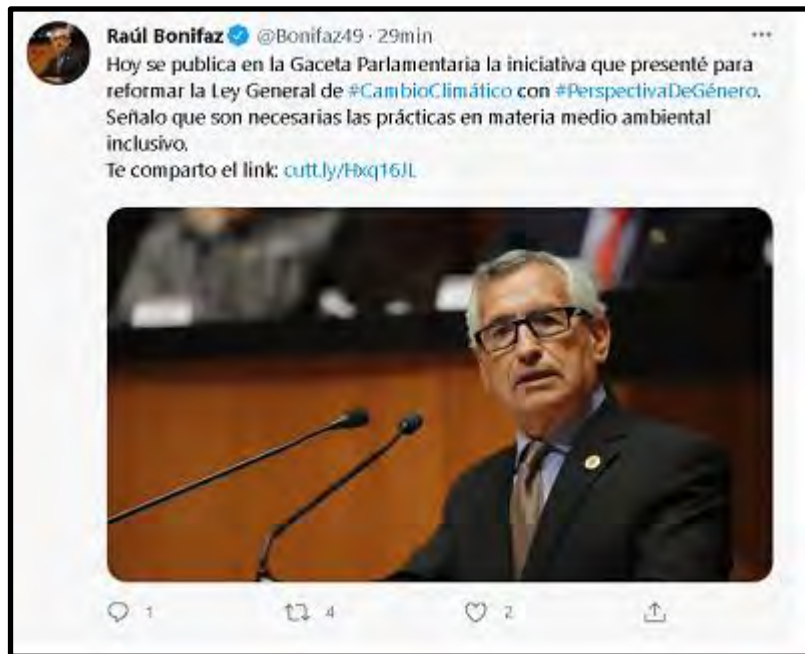 Raúl Bonifaz @Bonifaz49 · 29min
Hoy se publica en la Gaceta Parlamentaria la iniciativa que presenté para
reformar la Ley General de #CambioClimático con #PerspectivaDeGénero.
Señalo que son necesarias las prácticas en materia medio ambiental
inclusivo.
Te comparto el link: cutt.ly/Hxq16JL
1 4 2